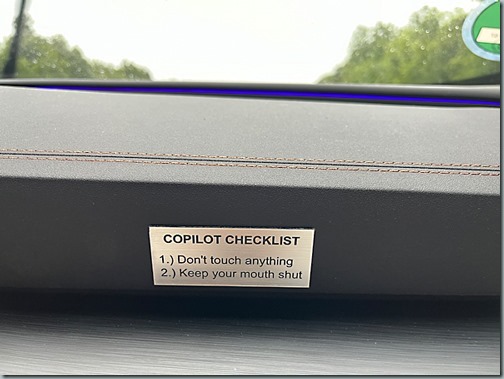 COPILOT CHECKLIST
1.) Don't touch anything
2.) Keep your mouth shut